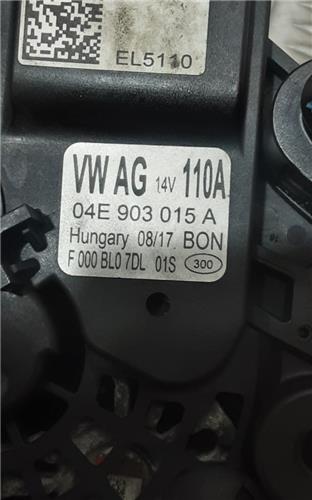 EL5110
VW AG 14V 110A
04E 903 015 A
Hungary 08/17 BON
F 000 BL0 7DL 01S 300